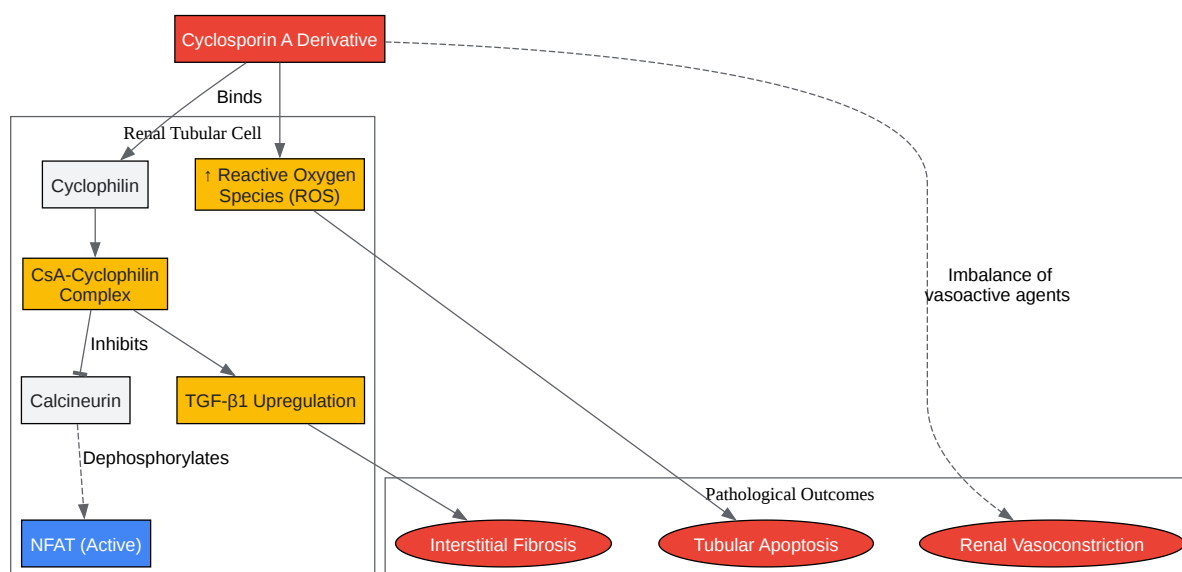 Cyclosporin A Derivative
Binds
Renal Tubular Cell
Cyclophilin
↑ Reactive Oxygen
Species (ROS)
CsA-Cyclophilin
Complex
Imbalance of
vasoactive agents
Inhibits
Calcineurin
TGF-β1 Upregulation
Dephosphorylates
Pathological Outcomes
NFAT (Active)
Interstitial Fibrosis
Tubular Apoptosis
Renal Vasoconstriction